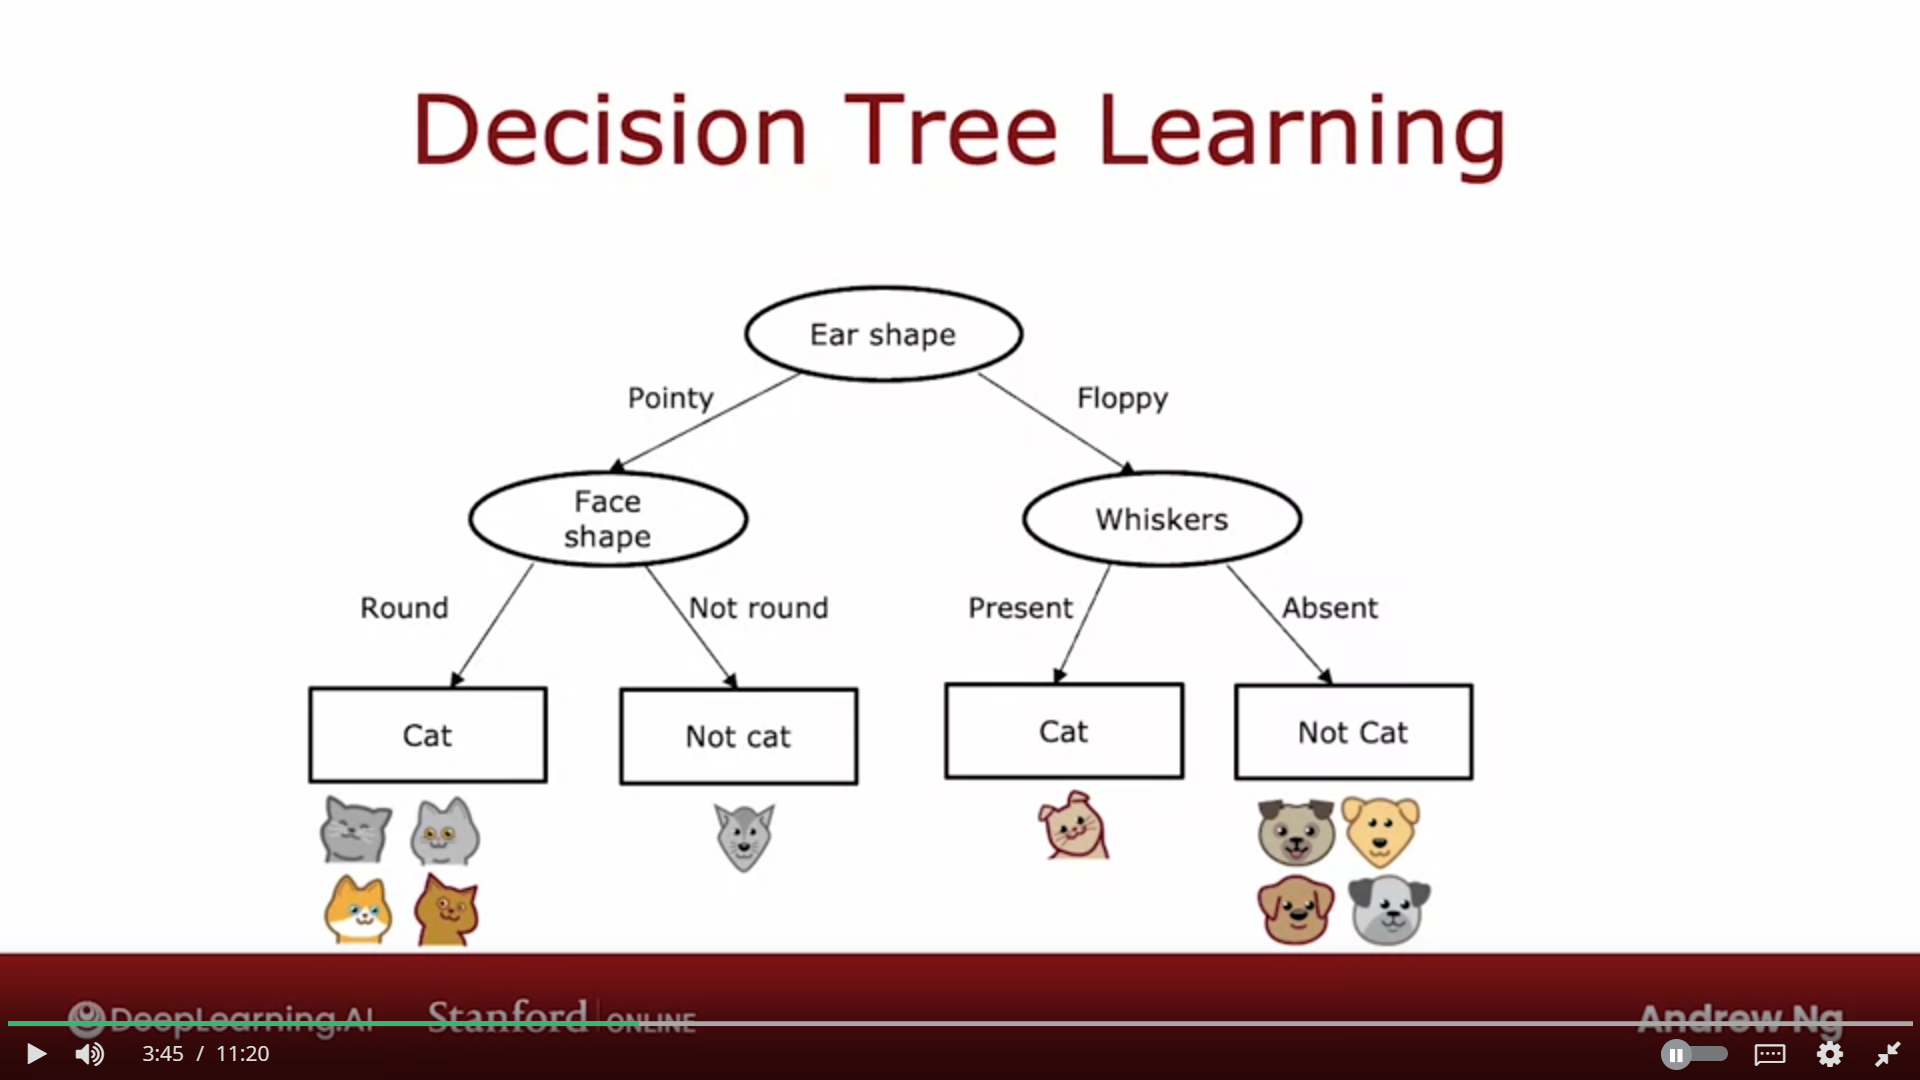 Decision Tree Learning
Ear shape
Pointy
Floppy
Face
shape
Whiskers
Round
Not round
Present
Absent
Cat
Not cat
Cat
Not Cat
DeepLearning.AI
Stanford ONLINE
Andrew Ng
3:45 / 11:20